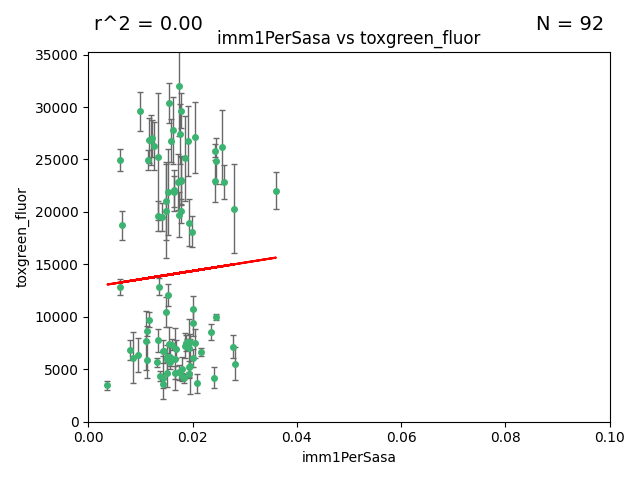 r^2 = 0.00
N = 92
imm1PerSasa vs toxgreen_fluor
35000
30000
25000
20000
15000
10000
5000
0
toxgreen_fluor
0.00
0.02
0.04
0.06
0.08
0.10
imm1PerSasa